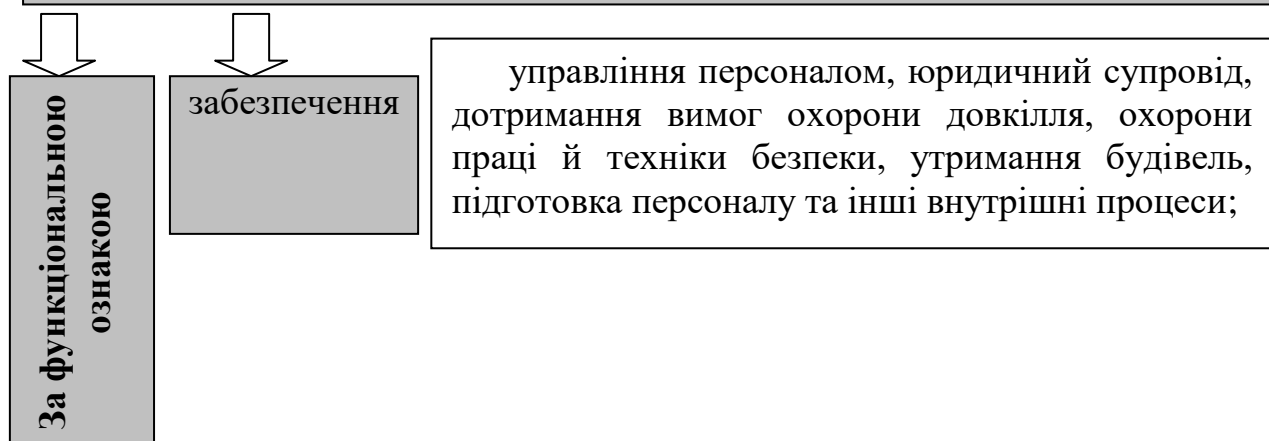 За функціональною
ознакою
забезпечення
управління персоналом, юридичний супровід,
дотримання вимог охорони довкілля, охорони
праці й техніки безпеки, утримання будівель,
підготовка персоналу та інші внутрішні процеси;